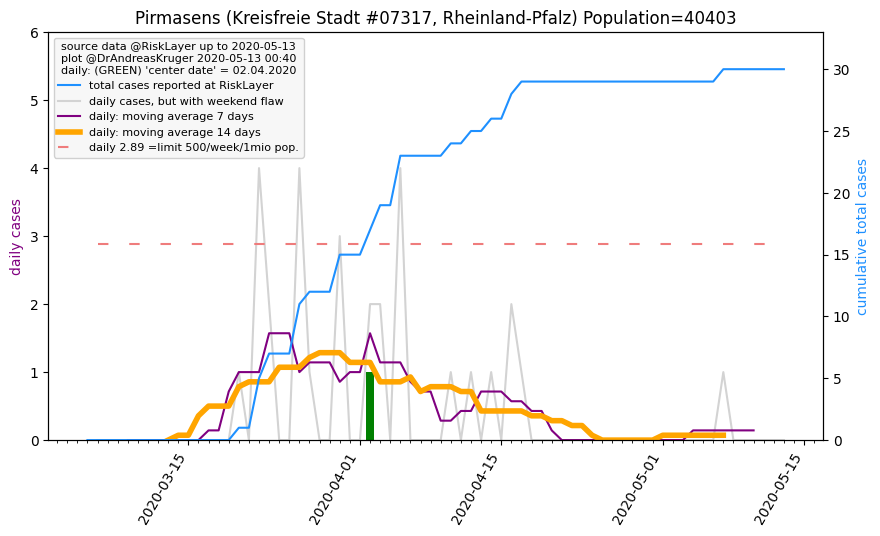 Pirmasens (Kreisfreie Stadt #07317, Rheinland-Pfalz) Population=40403
source data @RiskLayer up to 2020-05-13
plot @DrAndreasKruger 2020-05-13 00:40
daily: (GREEN) 'center date' = 02.04.2020
total cases reported at RiskLayer
daily cases, but with weekend flaw
daily: moving average 7 days
daily: moving average 14 days
daily 2.89 =limit 500/week/1mio pop.
daily cases
6
5
4
3
2
1
0
cumulative total cases
30
25
20
15
10
5
0
2020-03-15
2020-04-01
2020-04-15
2020-05-01
2020-05-15